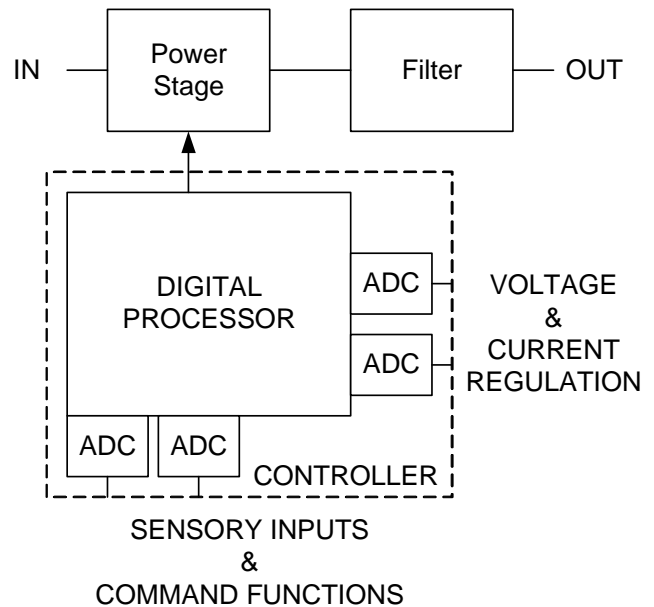 IN
Power
Stage
Filter
OUT
DIGITAL
PROCESSOR
ADC
ADC
VOLTAGE
&
CURRENT
REGULATION
ADC
ADC
CONTROLLER
SENSORY INPUTS
&
COMMAND FUNCTIONS